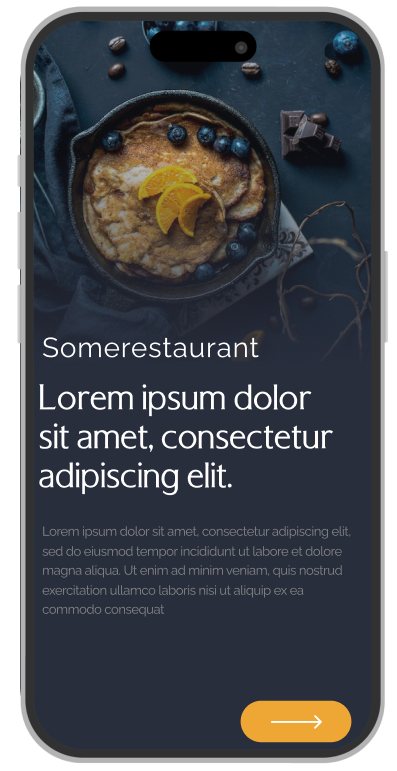 Somerestaurant
Lorem ipsum dolor
sit amet, consectetur
adipiscing elit.
Lorem ipsum dolor sit amet, consectetur adipiscing elit,
sed do eiusmod tempor incididunt ut labore et dolore
magna aliqua. Ut enim ad minim veniam, quis nostrud
exercitation ullamco laboris nisi ut aliquip ex ea
commodo consequat